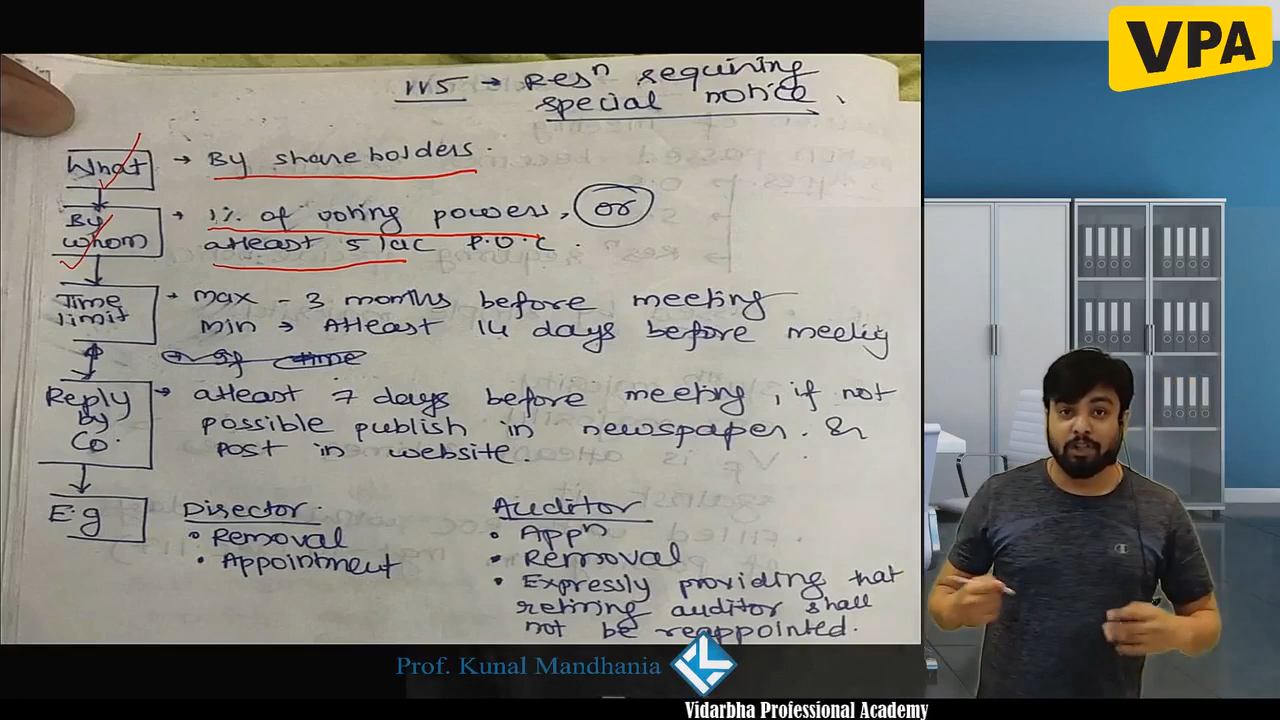 VPA
115 → Resⁿ requiring
special notice.
What → By shareholders.
By whom → 1% of voting powers, or
atleast 5 lac P.U.C.
Time limit → max - 3 months before meeting
min → Atleast 14 days before meeting
Reply by Co. → atleast 7 days before meeting, if not
possible publish in newspaper. &
post in website.
E.g
Director.
• Removal
• Appointment
Auditor
• Appⁿ
• Removal
• Expressly providing that
retiring auditor shall
not be reappointed.
Prof. Kunal Mandhania
Vidarbha Professional Academy